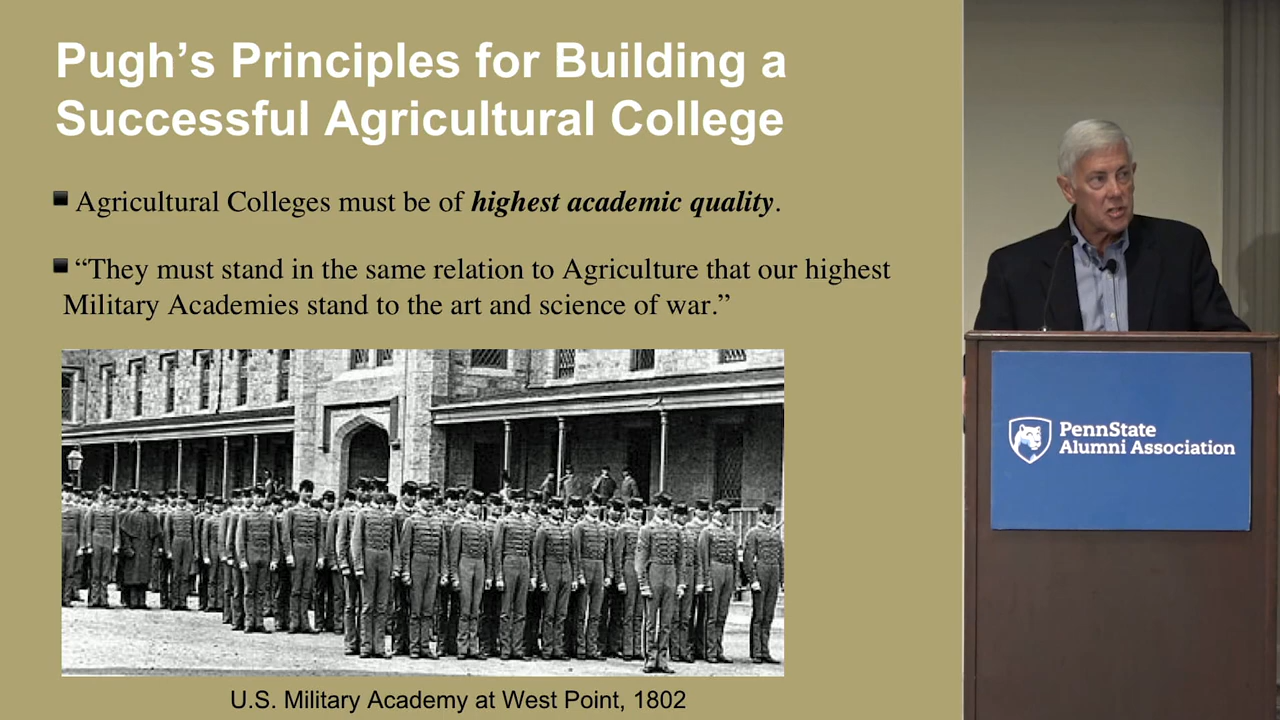 Pugh’s Principles for Building a
Successful Agricultural College
Agricultural Colleges must be of highest academic quality.
“They must stand in the same relation to Agriculture that our highest
Military Academies stand to the art and science of war.”
U.S. Military Academy at West Point, 1802
PennState
Alumni Association